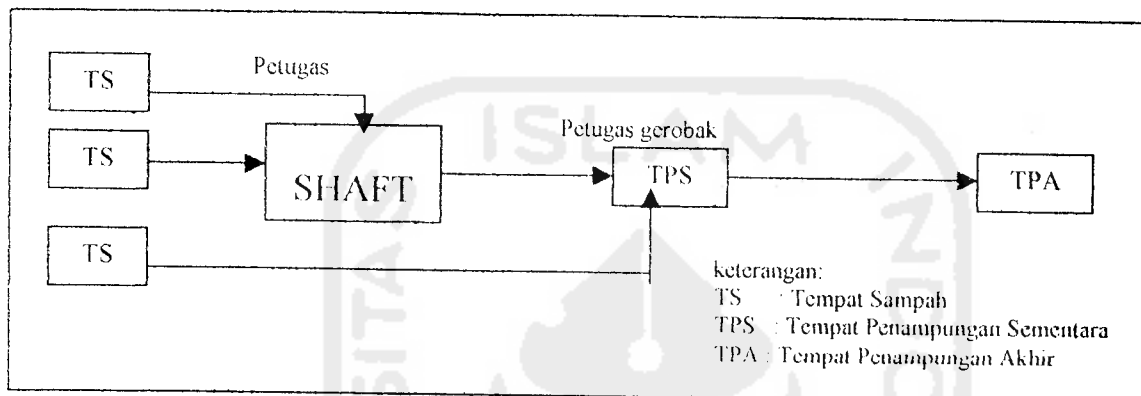 TS
Petugas
TS
SHAFT
Petugas gerobak
TPS
TPA
TS
keterangan:
TS : Tempat Sampah
TPS : Tempat Penampungan Sementara
TPA : Tempat Penampungan Akhir
ISLAM